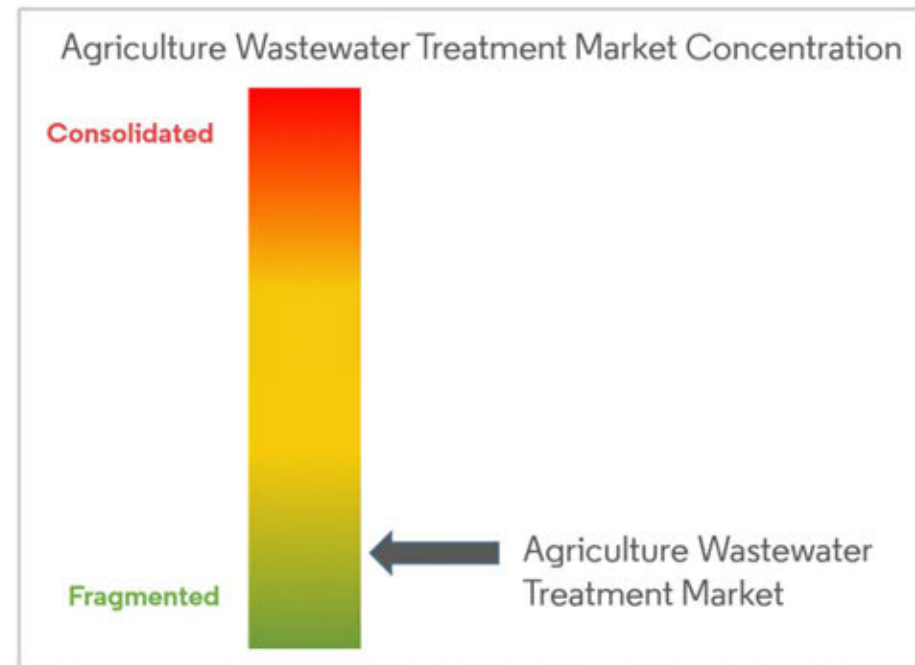 Agriculture Wastewater Treatment Market Concentration
Consolidated
Agriculture Wastewater
Treatment Market
Fragmented